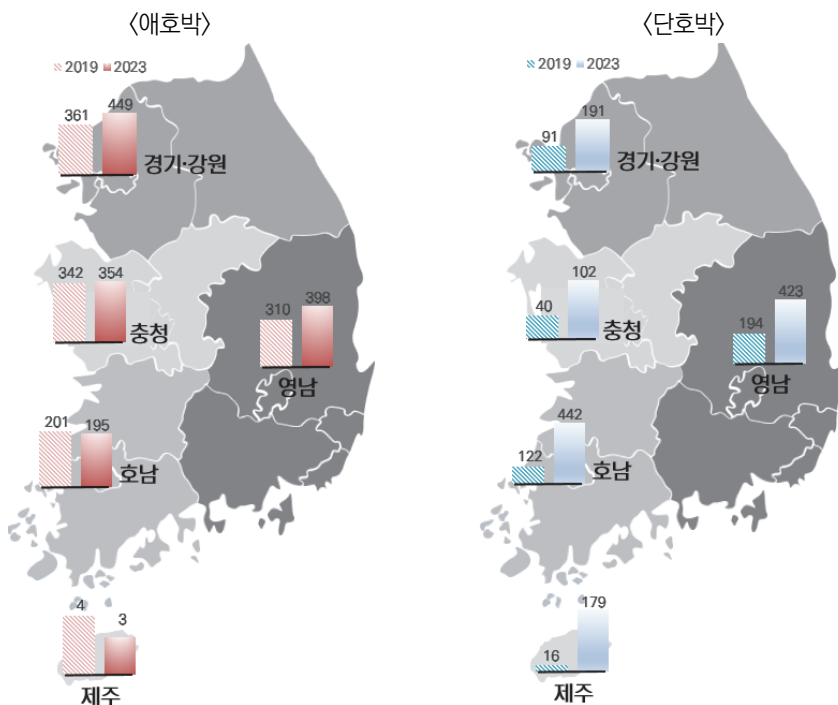 〈애호박〉
2019 2023
361 449
경기·강원
342 354
충청
310 398
영남
201 195
호남
4 3
제주
〈단호박〉
2019 2023
91 191
경기·강원
40 102
충청
194 423
영남
122 442
호남
16 179
제주